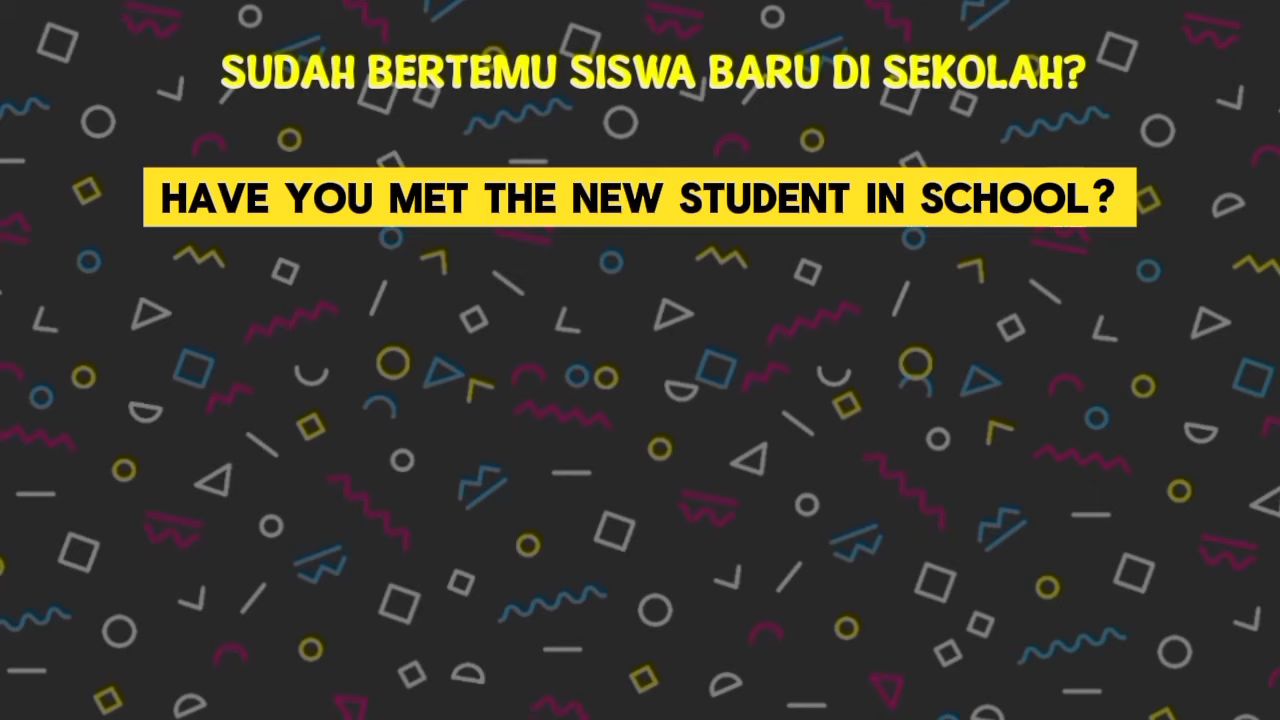 SUDAH BERTEMU SISWA BARU DI SEKOLAH?
HAVE YOU MET THE NEW STUDENT IN SCHOOL?